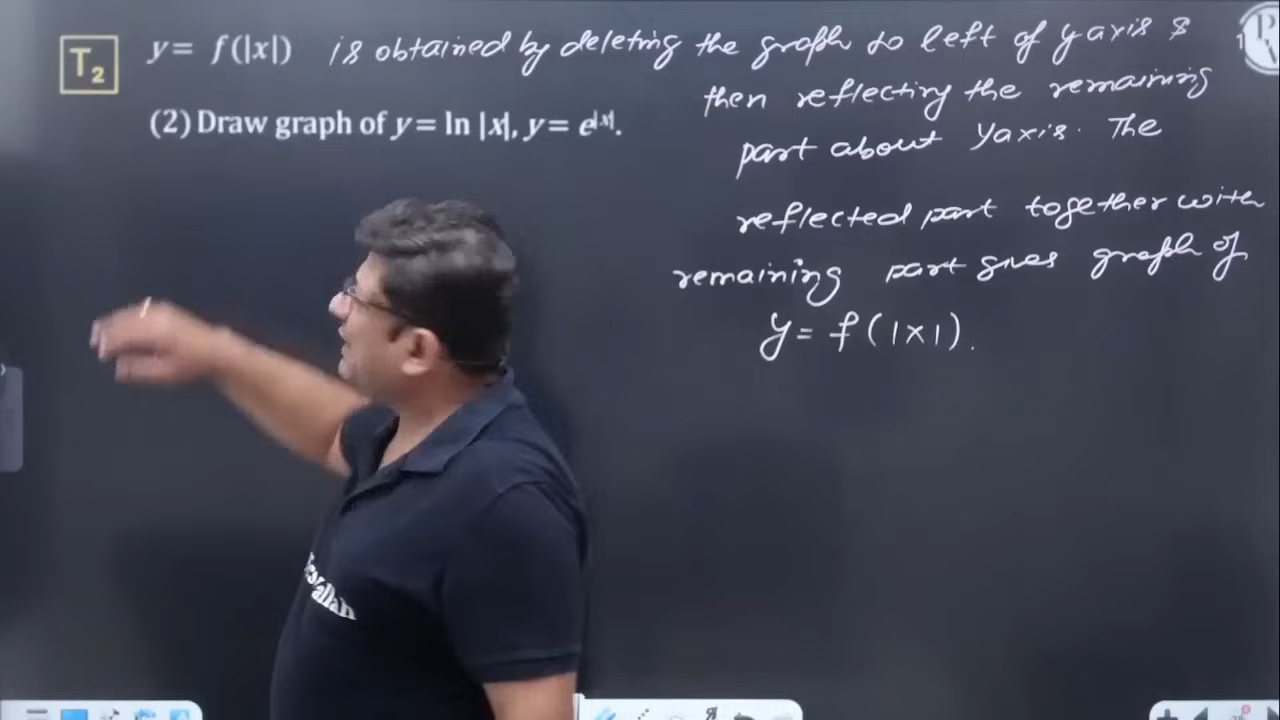 T2 y = f(|x|) is obtained by deleting the graph to left of y axis &
then reflecting the remaining
(2) Draw graph of y = ln |x|, y = e^|x|.
part about y axis. The
reflected part together with
remaining part gives graph of
y = f(|x|).